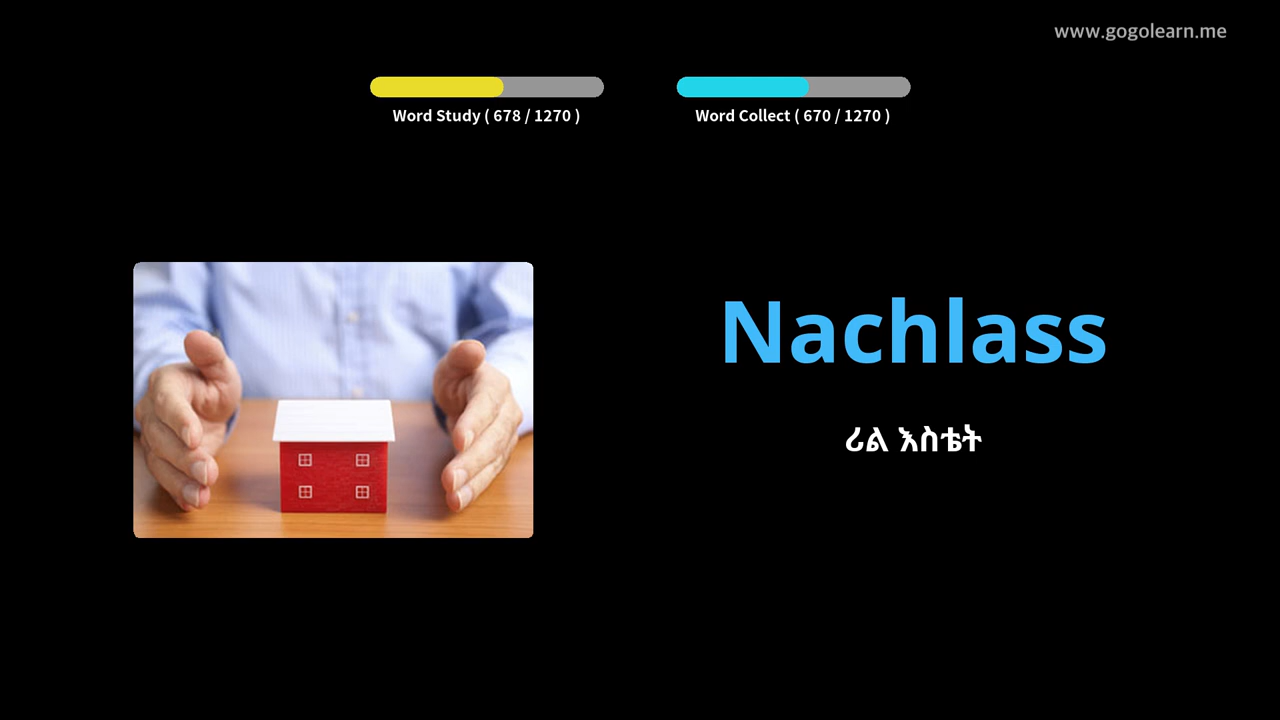 www.gogolearn.me
Word Study ( 678 / 1270 )
Word Collect ( 670 / 1270 )
Nachlass
ሪል እስቴት